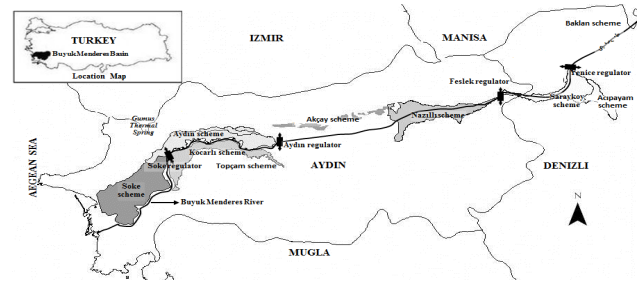 TURKEY
Buyuk Menderes Basin
Location Map
IZMIR
MANISA
Baklan scheme
Feslek regulator
Yenice regulator
Saraykoy
scheme
Acıpayam
scheme
Gumus
Thermal
Spring
Akçay scheme
Nazilli scheme
Aydın scheme
Aydın regulator
Kocarlı scheme
Soke regulator
Topçam scheme
AYDIN
DENIZLI
AEGEAN SEA
Soke
scheme
Buyuk Menderes River
N
MUGLA